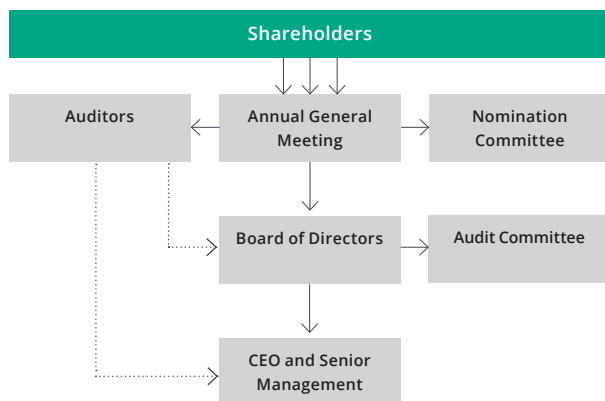 Shareholders
Auditors
Annual General
Meeting
Nomination
Committee
Board of Directors
Audit Committee
CEO and Senior
Management